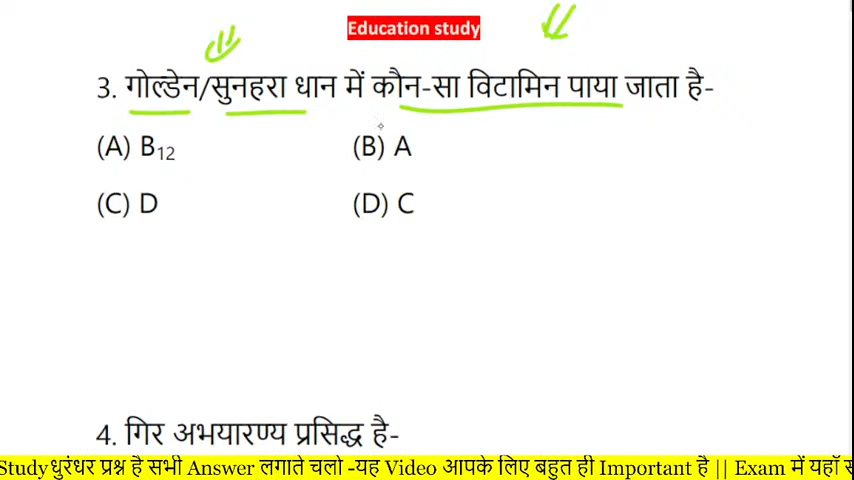 Education study
3. गोल्डेन/सुनहरा धान में कौन-सा विटामिन पाया जाता है-
(A) B12 (B) A
(C) D (D) C
4. गिर अभयारण्य प्रसिद्ध है-
Studyधुरंधर प्रश्न है सभी Answer लगाते चलो -यह Video आपके लिए बहुत ही Important है || Exam में यहाँ